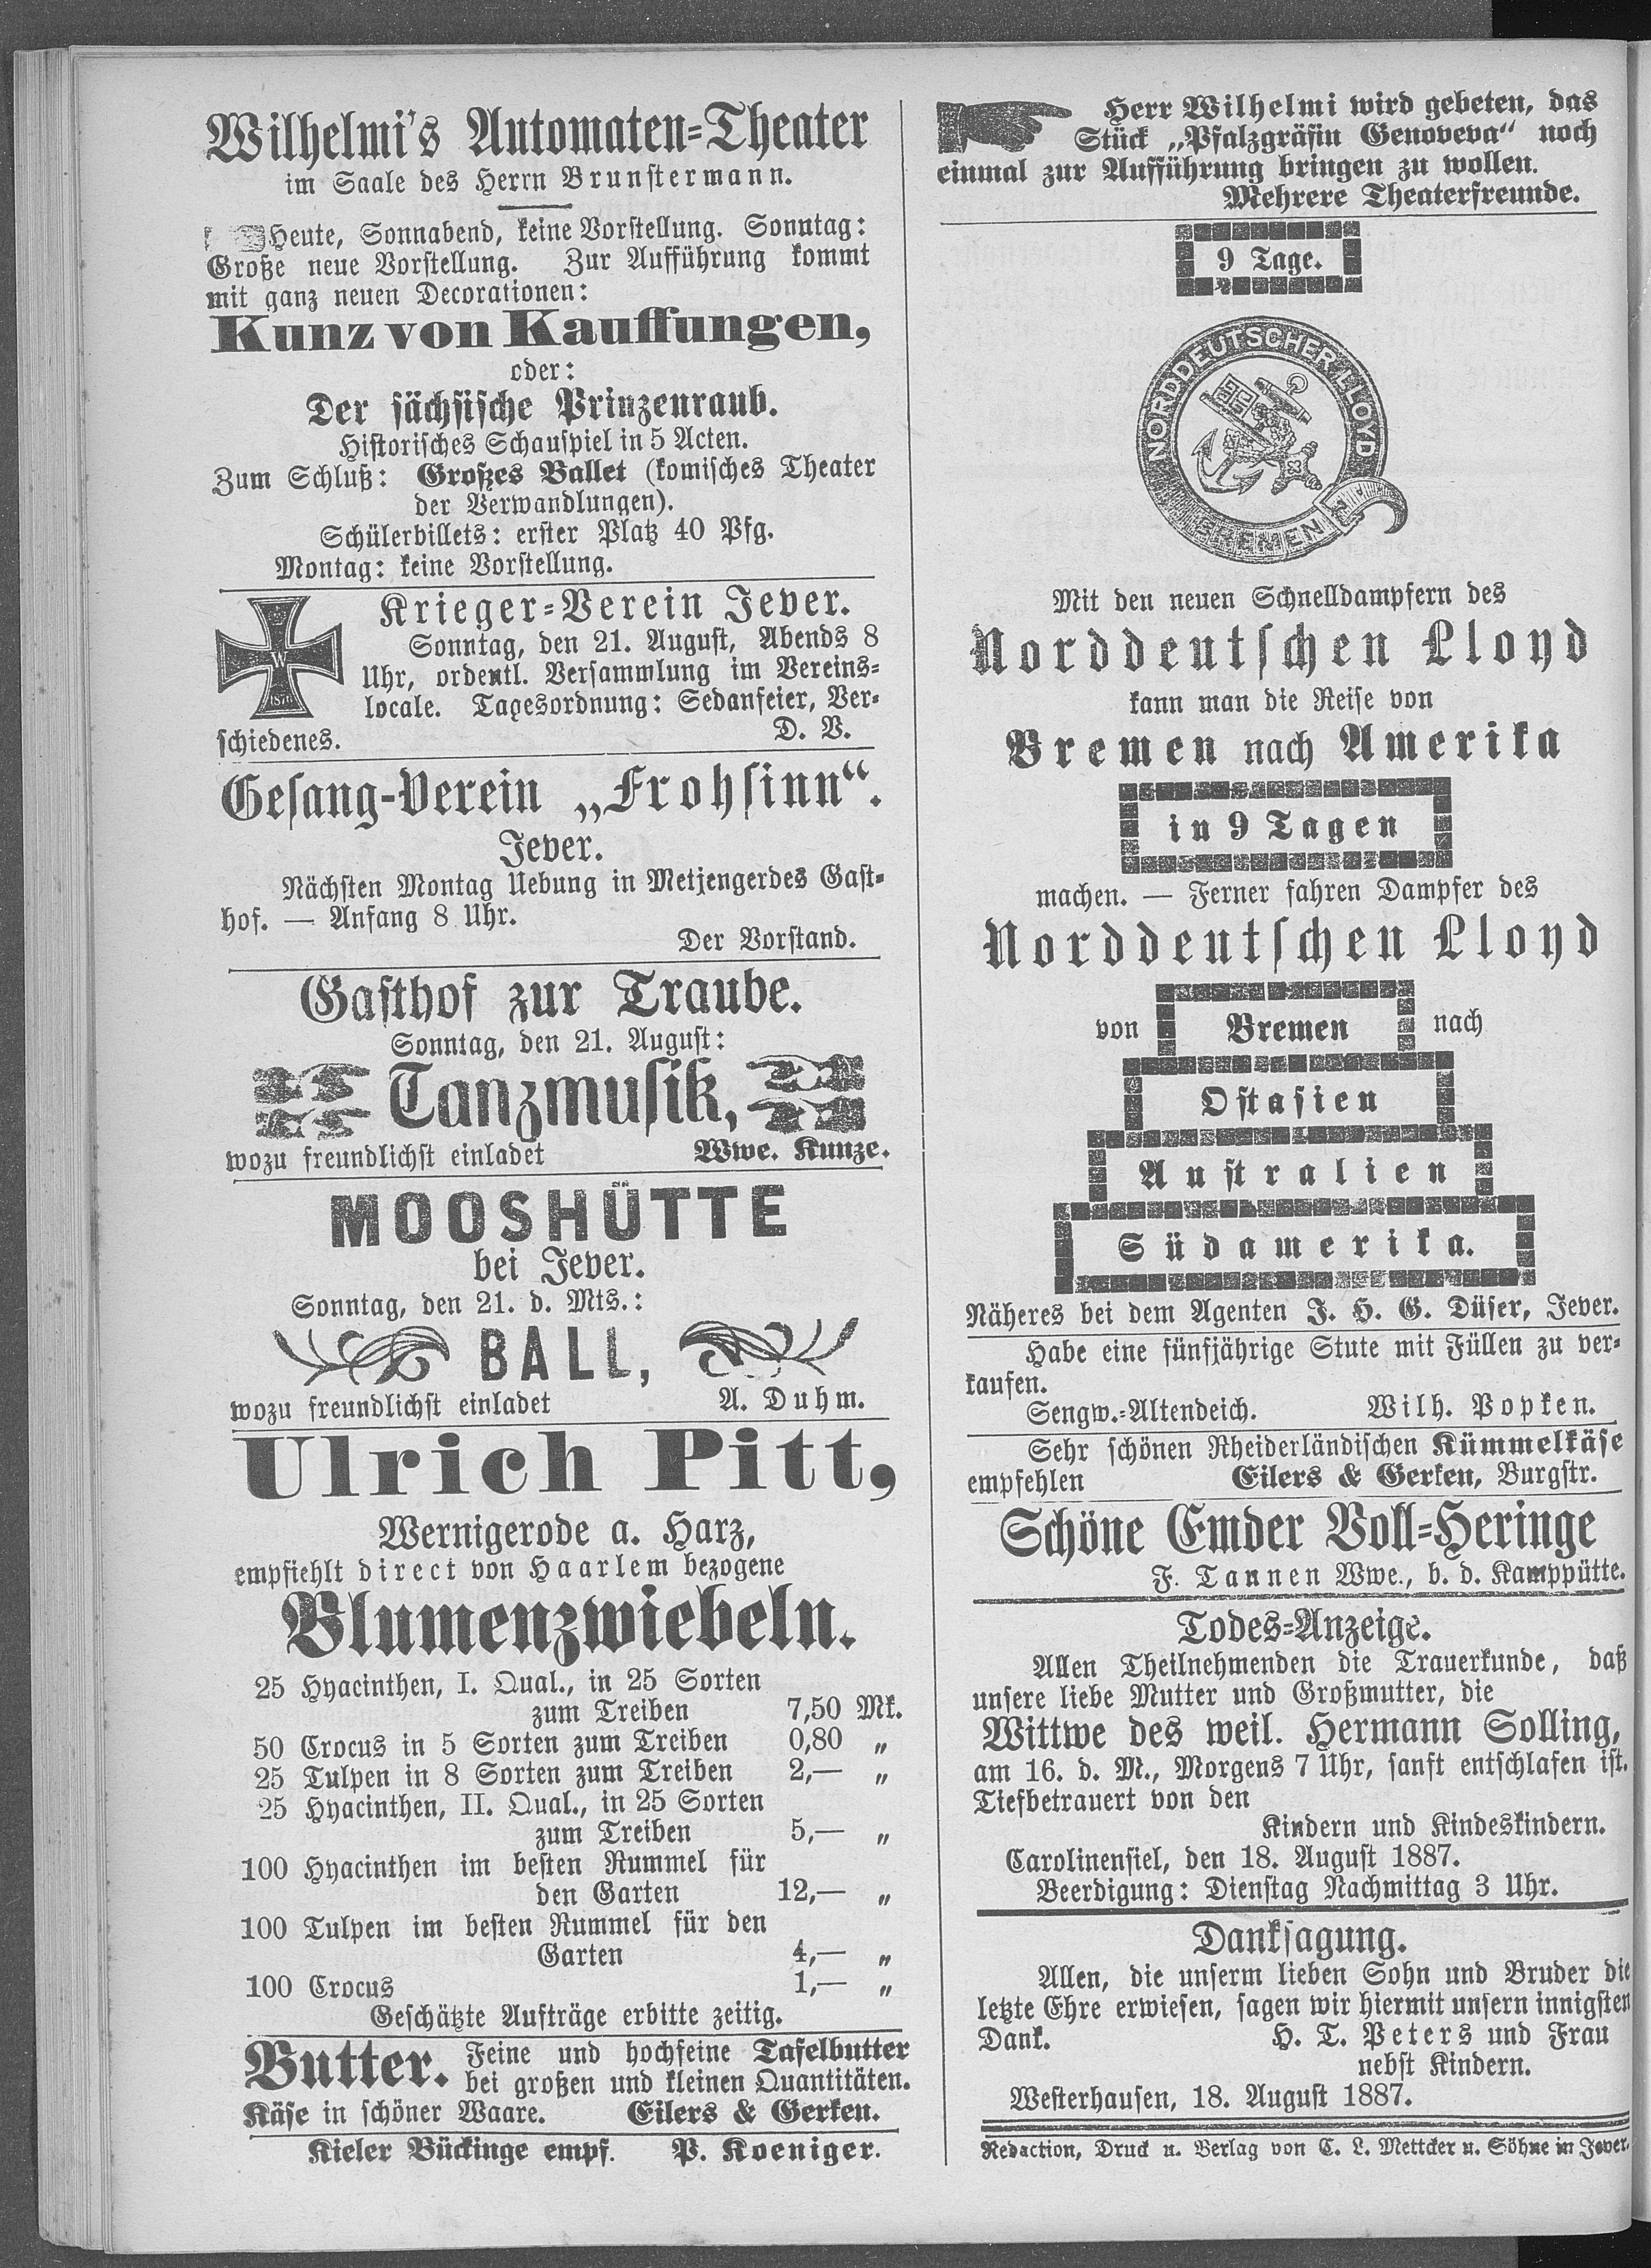 Wilhelmi's Automaten-Theater
im Saale des Herrn Brunstermann.
Heute, Sonnabend, keine Vorstellung. Sonntag:
Große neue Vorstellung. Zur Aufführung kommt
mit ganz neuen Decorationen:
Kunz von Kauffungen,
oder:
Der sächsische Prinzenraub.
Historisches Schauspiel in 5 Acten.
Zum Schluß: Großes Ballet (komisches Theater
der Verwandlungen).
Schülerbillets: erster Platz 40 Pfg.
Montag: keine Vorstellung.
W
1870
Krieger-Verein Jever.
Sonntag, den 21. August, Abends 8
Uhr, ordentl. Versammlung im Vereins-
locale. Tagesordnung: Sedanfeier, Ver-
schiedenes. D. V.
Gesang-Verein „Frohsinn“.
Jever.
Nächsten Montag Uebung in Metjengerdes Gast-
hof. — Anfang 8 Uhr.
Der Vorstand.
Gasthof zur Traube.
Sonntag, den 21. August:
Tanzmusik,
wozu freundlichst einladet Wwe. Kunze.
MOOSHÜTTE
bei Jever.
Sonntag, den 21. d. Mts.:
BALL,
wozu freundlichst einladet A. Duhm.
Ulrich Pitt,
Wernigerode a. Harz,
empfiehlt direct von Haarlem bezogene
Blumenzwiebeln.
25 Hyacinthen, I. Qual., in 25 Sorten
zum Treiben 7,50 Mk.
50 Crocus in 5 Sorten zum Treiben 0,80 „
25 Tulpen in 8 Sorten zum Treiben 2,— „
25 Hyacinthen, II. Qual., in 25 Sorten
zum Treiben 5,— „
100 Hyacinthen im besten Rummel für
den Garten 12,— „
100 Tulpen im besten Rummel für den
Garten 4,— „
100 Crocus 1,— „
Geschätzte Aufträge erbitte zeitig.
Butter. Feine und hochfeine Tafelbutter
bei großen und kleinen Quantitäten.
Käse in schöner Waare. Eilers & Gerken.
Kieler Bückinge empf. P. Koeniger.
Herr Wilhelmi wird gebeten, das
Stück „Pfalzgräfin Genoveva“ noch
einmal zur Aufführung bringen zu wollen.
Mehrere Theaterfreunde.
9 Tage.
NORDDEUTSCHER LLOYD
BREMEN
Mit den neuen Schnelldampfern des
Norddeutschen Lloyd
kann man die Reise von
Bremen nach Amerika
in 9 Tagen
machen. — Ferner fahren Dampfer des
Norddeutschen Lloyd
von Bremen nach
Ostasien
Australien
Südamerika.
Näheres bei dem Agenten J. H. G. Düser, Jever.
Habe eine fünfjährige Stute mit Füllen zu ver-
kaufen.
Sengw.-Altendeich. Wilh. Popken.
Sehr schönen Rheiderländischen Kümmelkäse
empfehlen Eilers & Gerken, Burgstr.
Schöne Emder Voll-Heringe
F. Tannen Wwe., b. d. Kamppütte.
Todes-Anzeige.
Allen Theilnehmenden die Trauerkunde, daß
unsere liebe Mutter und Großmutter, die
Wittwe des weil. Hermann Solling,
am 16. d. M., Morgens 7 Uhr, sanft entschlafen ist.
Tiefbetrauert von den
Kindern und Kindeskindern.
Carolinensiel, den 18. August 1887.
Beerdigung: Dienstag Nachmittag 3 Uhr.
Danksagung.
Allen, die unserm lieben Sohn und Bruder die
letzte Ehre erwiesen, sagen wir hiermit unsern innigsten
Dank. H. T. Peters und Frau
nebst Kindern.
Westerhausen, 18. August 1887.
Redaction, Druck u. Verlag von C. L. Mettcker u. Söhne in Jever.